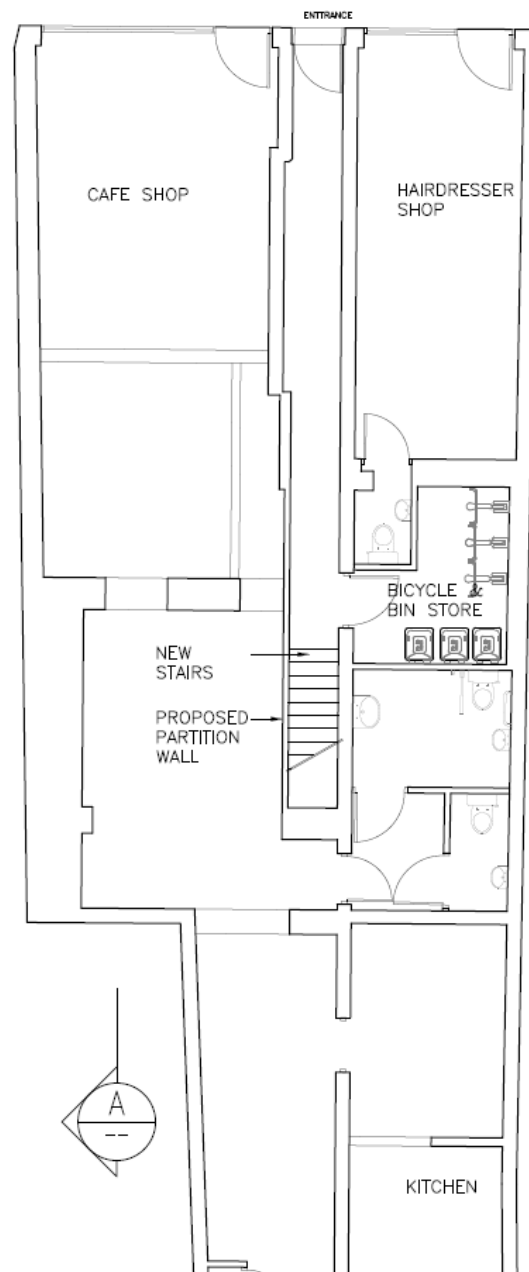 ENTTRANCE
CAFE SHOP
HAIRDRESSER
SHOP
BICYCLE &
BIN STORE
NEW
STAIRS
PROPOSED
PARTITION
WALL
A
--
KITCHEN